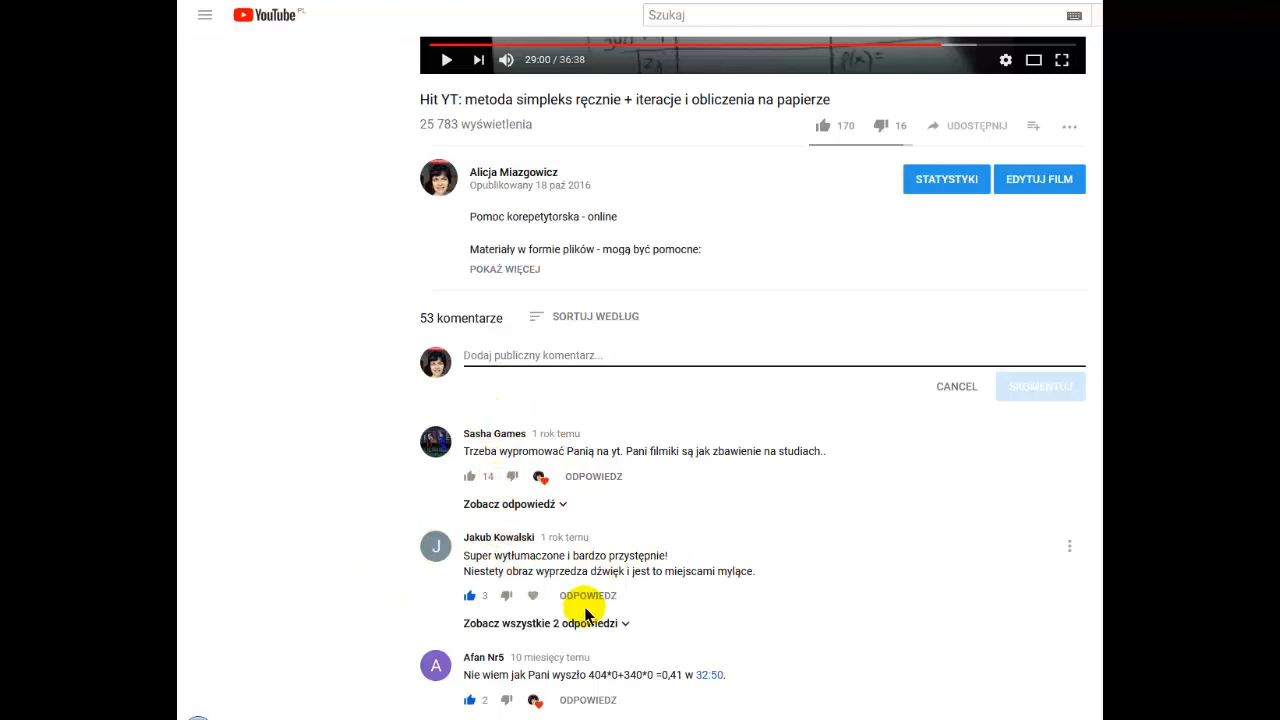 YouTube PL
Szukaj
f(x)=
29:00 / 36:38
Hit YT: metoda simpleks ręcznie + iteracje i obliczenia na papierze
25 783 wyświetlenia
170
16
UDOSTĘPNIJ
Alicja Miazgowicz
Opublikowany 18 paź 2016
STATYSTYKI
EDYTUJ FILM
Pomoc korepetytorska - online
Materiały w formie plików - mogą być pomocne:
POKAŻ WIĘCEJ
53 komentarze
SORTUJ WEDŁUG
Dodaj publiczny komentarz...
CANCEL
SKOMENTUJ
Sasha Games 1 rok temu
Trzeba wypromować Panią na yt. Pani filmiki są jak zbawienie na studiach..
14
ODPOWIEDZ
Zobacz odpowiedź
J
Jakub Kowalski 1 rok temu
Super wytłumaczone i bardzo przystępnie!
Niestety obraz wyprzedza dźwięk i jest to miejscami mylące.
3
ODPOWIEDZ
Zobacz wszystkie 2 odpowiedzi
A
Afan Nr5 10 miesięcy temu
Nie wiem jak Pani wyszło 404*0+340*0 =0,41 w 32:50.
2
ODPOWIEDZ